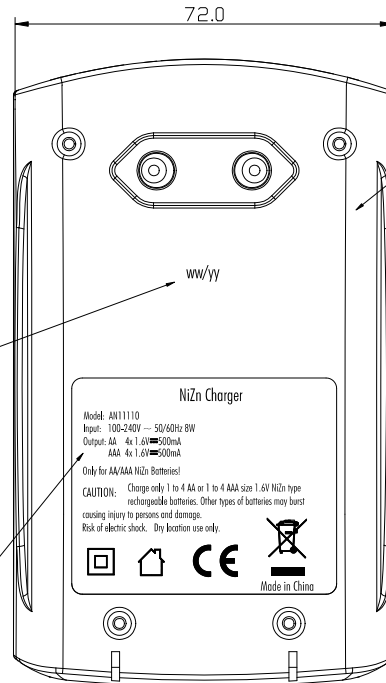 72.0
ww/yy
NiZn Charger
Model: AN11110
Input: 100-240V ~ 50/60Hz 8W
Output: AA 4x 1.6V⎓500mA
AAA 4x 1.6V⎓500mA
Only for AA/AAA NiZn Batteries!
CAUTION: Charge only 1 to 4 AA or 1 to 4 AAA size 1.6V NiZn type
rechargeable batteries. Other types of batteries may burst
causing injury to persons and damage.
Risk of electric shock. Dry location use only.
CE
Made in China